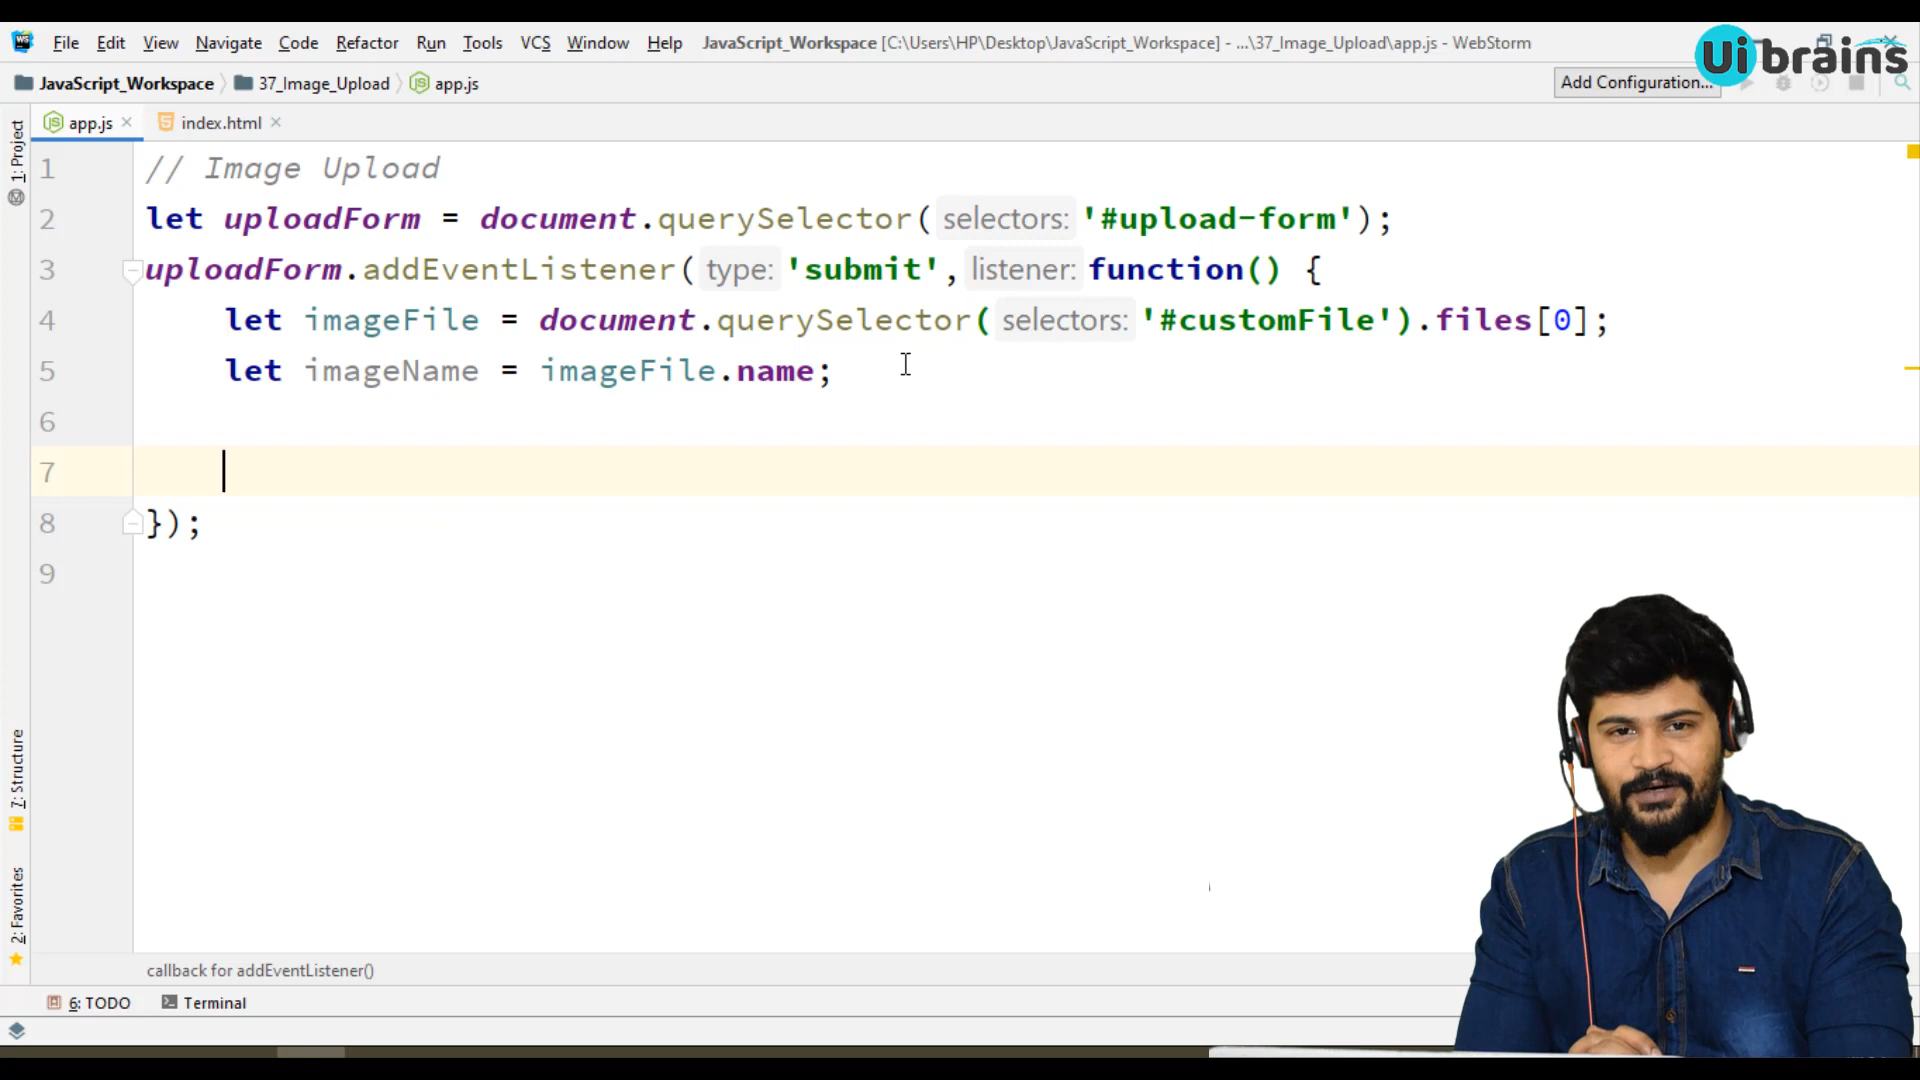 File Edit View Navigate Code Refactor Run Tools VCS Window Help JavaScript_Workspace [C:\Users\HP\Desktop\JavaScript_Workspace] - ...\37_Image_Upload\app.js - WebStorm
Ui brains
JavaScript_Workspace 37_Image_Upload app.js Add Configuration...
app.js index.html
1: Project
1 // Image Upload
2 let uploadForm = document.querySelector( selectors: '#upload-form');
3 uploadForm.addEventListener( type: 'submit', listener: function() {
4 let imageFile = document.querySelector( selectors: '#customFile').files[0];
5 let imageName = imageFile.name;
6
7
8 });
9
7: Structure
2: Favorites
callback for addEventListener()
6: TODO Terminal